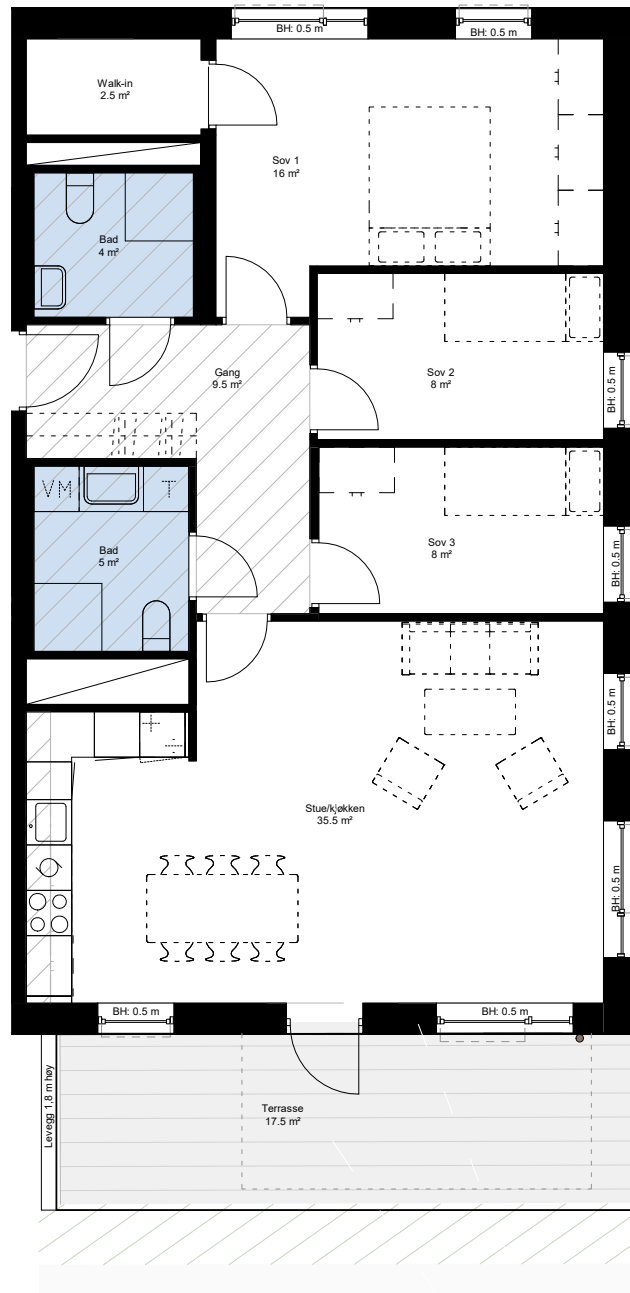 BH: 0.5 m
BH: 0.5 m
Walk-in
2.5 m²
Sov 1
16 m²
Bad
4 m²
Gang
9.5 m²
Sov 2
8 m²
BH: 0.5 m
VM
T
Bad
5 m²
Sov 3
8 m²
BH: 0.5 m
BH: 0.5 m
Stue/kjøkken
35.5 m²
BH: 0.5 m
BH: 0.5 m
BH: 0.5 m
Levegg 1,8 m høy
Terrasse
17.5 m²